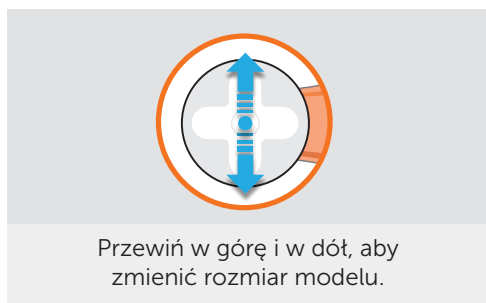 Przewiń w górę i w dół, aby
zmienić rozmiar modelu.